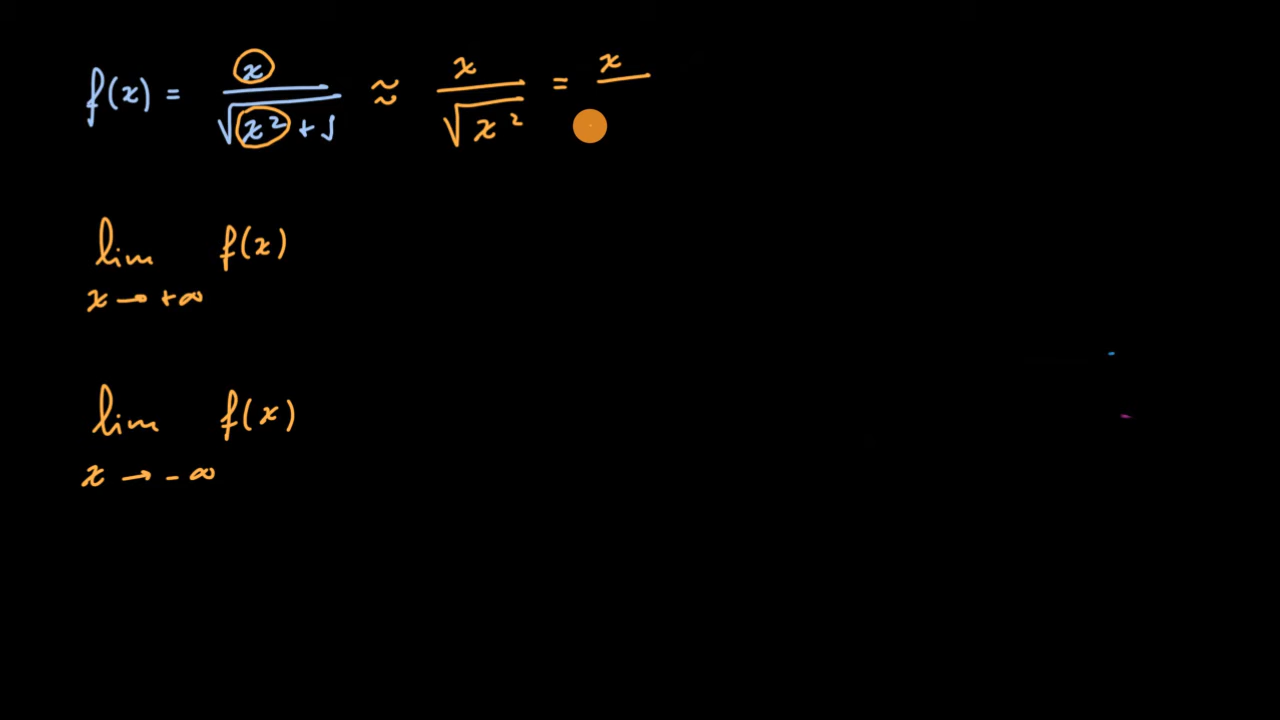 f(x) = x / √(x² + 1) ≈ x / √(x²) = x /
lim f(x)
x → +∞
lim f(x)
x → -∞